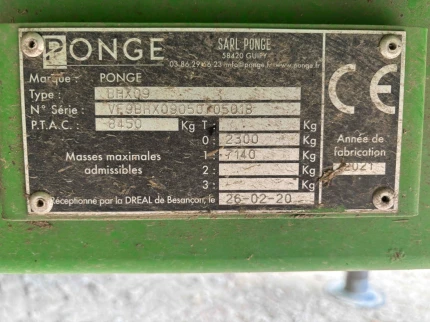 PONGE
SARL PONGE
58420 GUIPY
03 86 29 66 23 info@ponge.fr www.ponge.fr
Marque : PONGE
Type : BHX09
N° Série :
P.T.A.C. : 8450 Kg T - Kg
0 : 2300 Kg
Masses maximales admissibles
1 : 7140 Kg
2 : Kg
3 : Kg
CE
Année de fabrication
2021
Réceptionné par la DREAL de Besançon, le 26-02-20